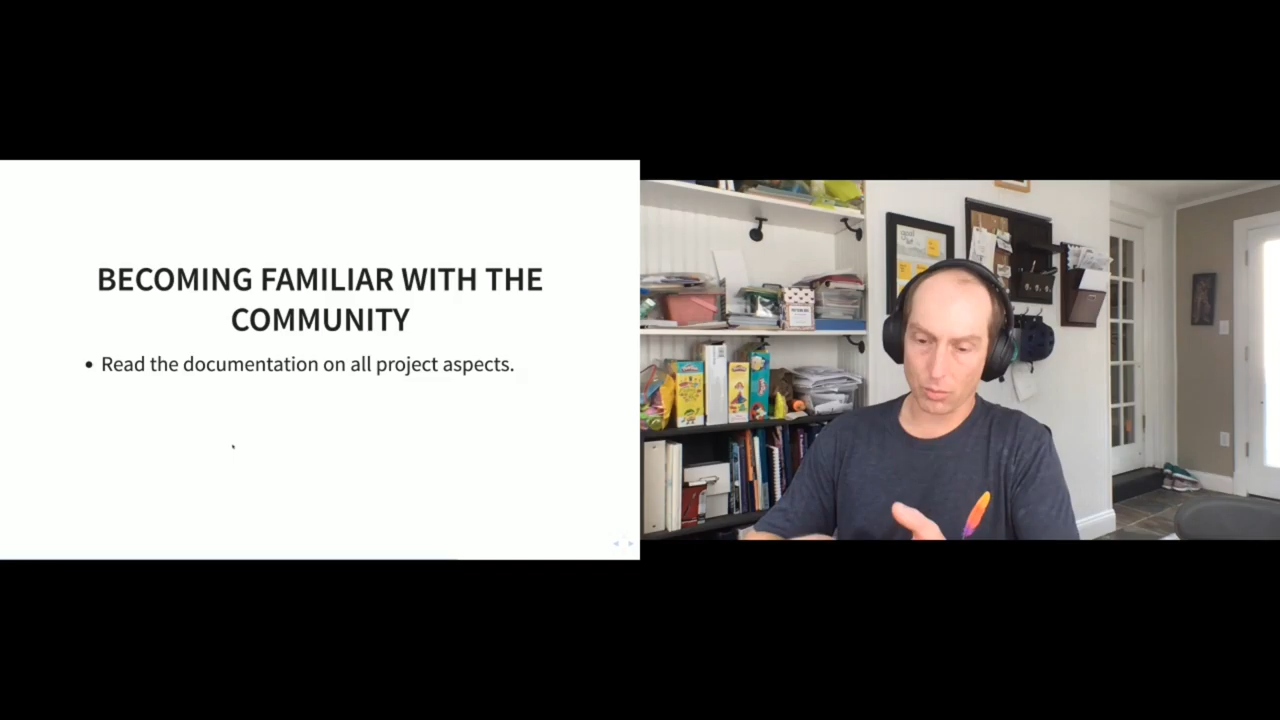 BECOMING FAMILIAR WITH THE
COMMUNITY
• Read the documentation on all project aspects.